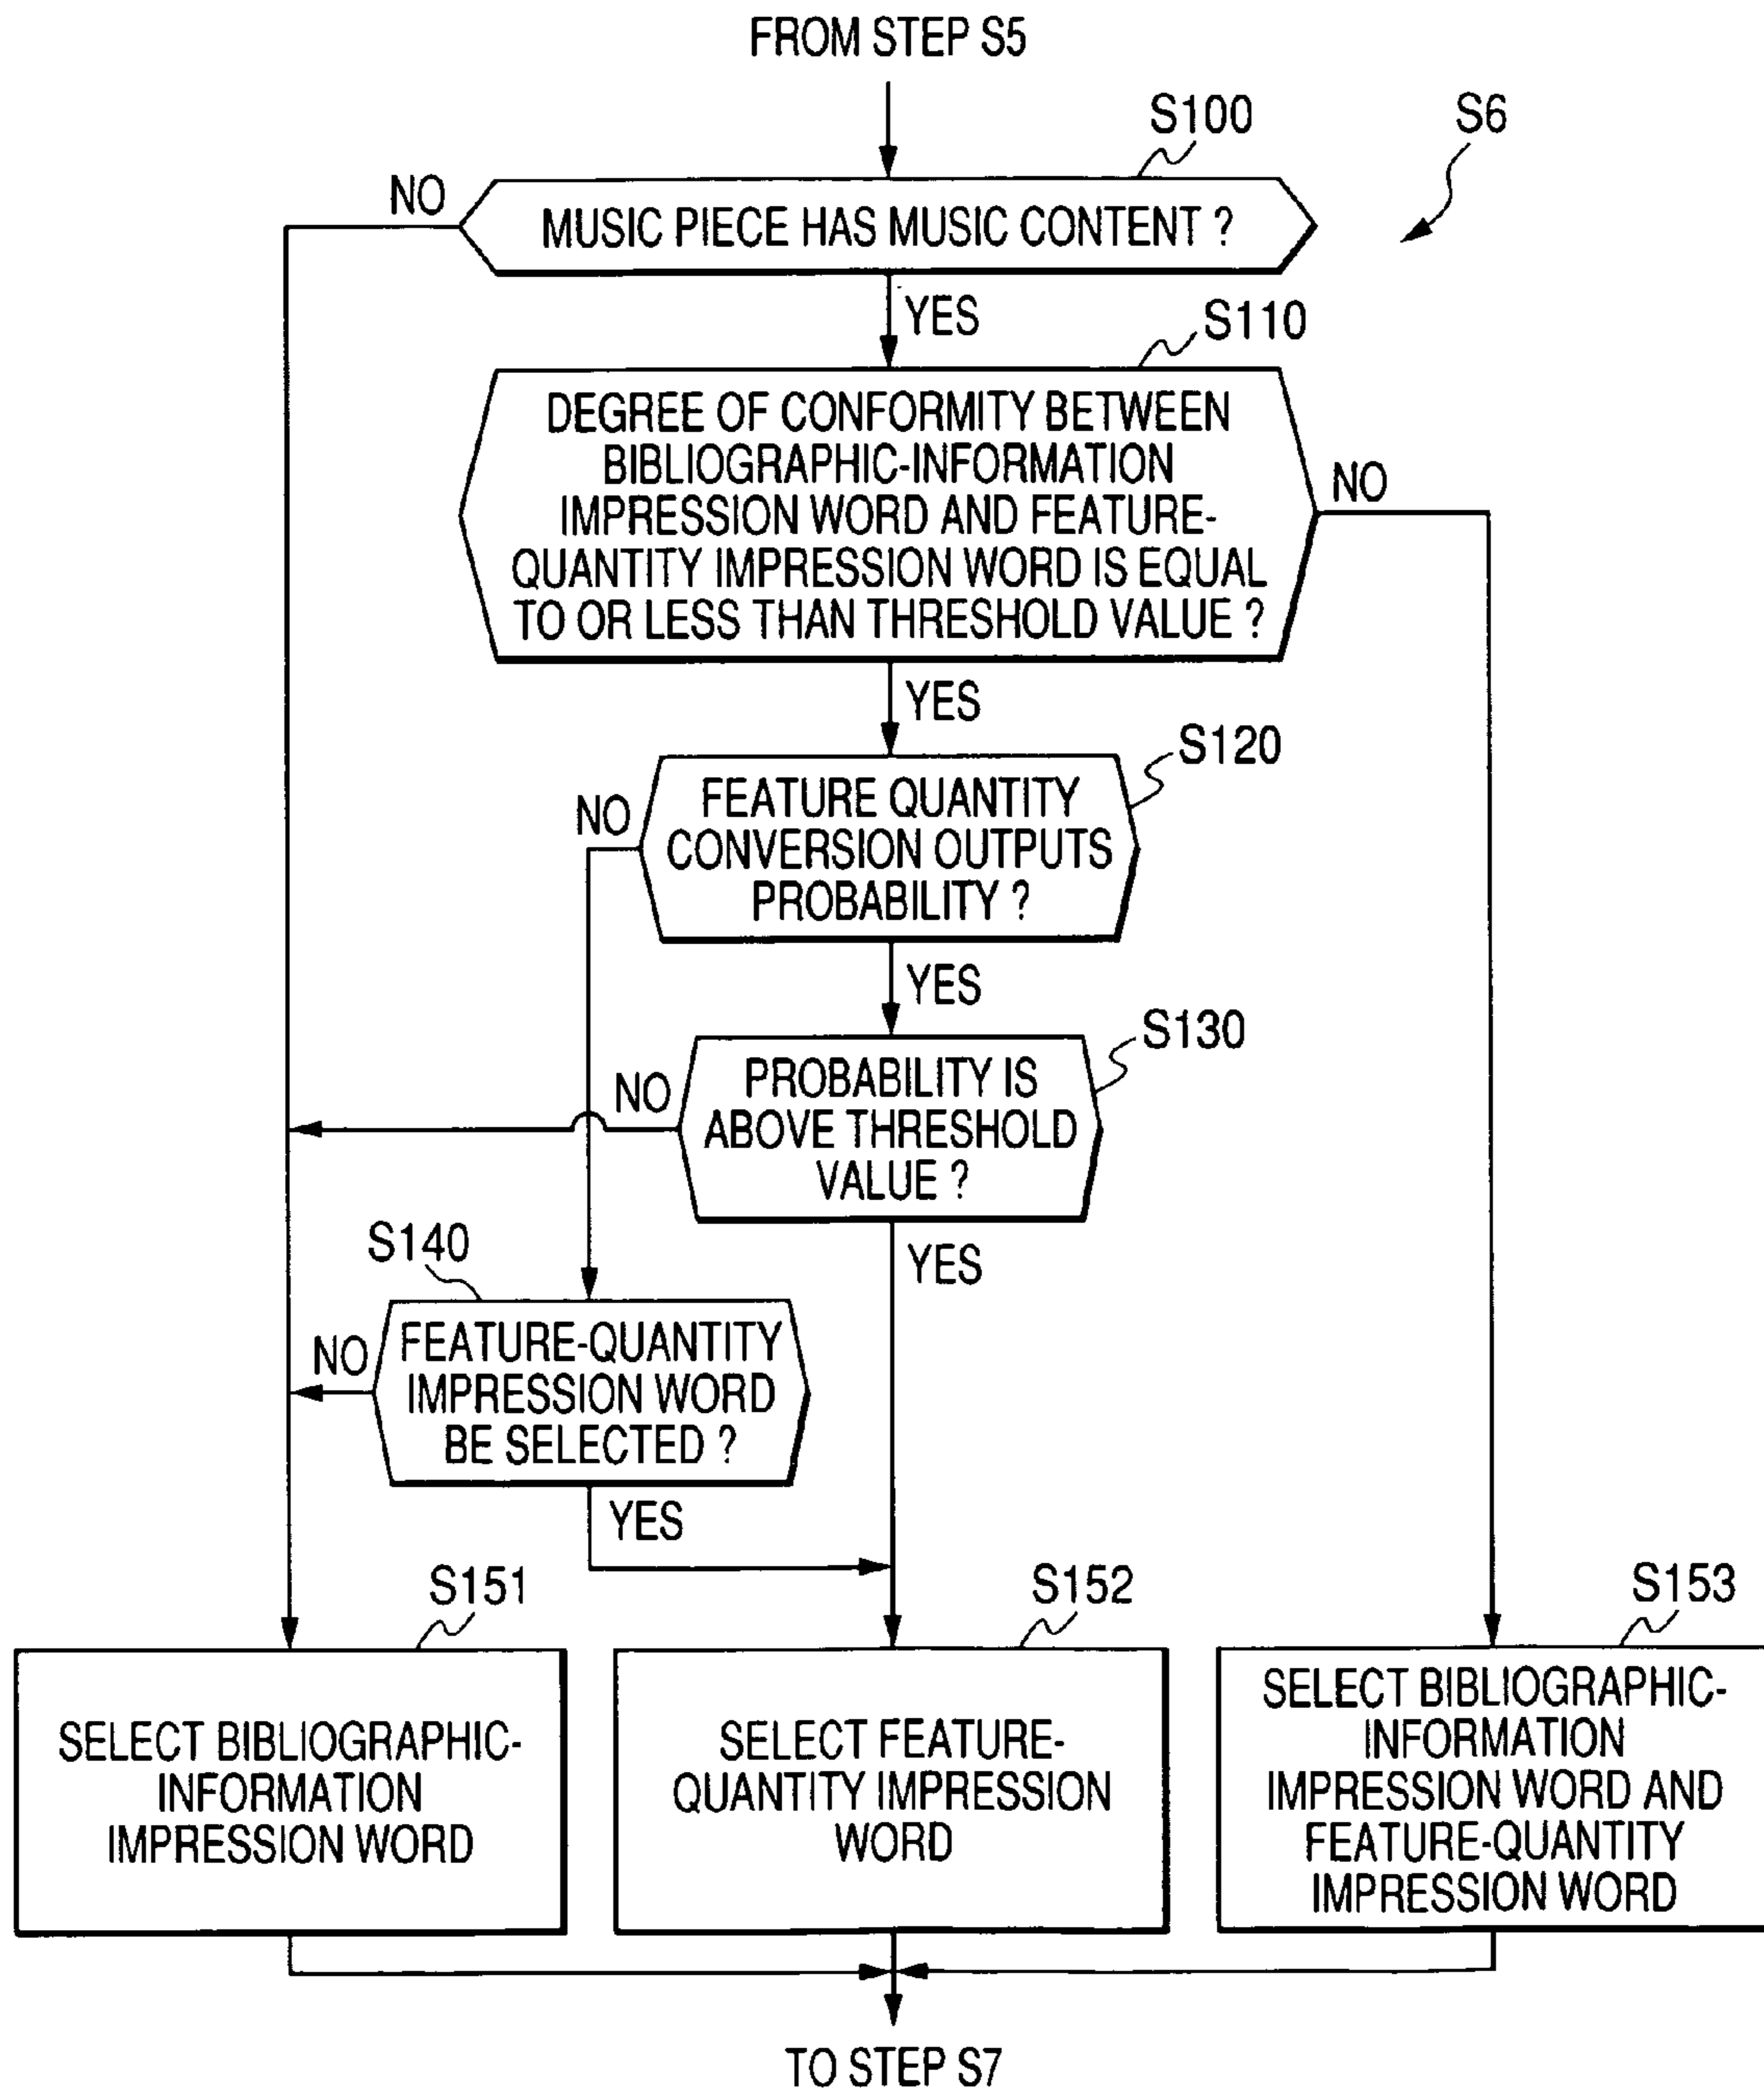 FROM STEP S5
S100
S6
NO
MUSIC PIECE HAS MUSIC CONTENT ?
YES
S110
DEGREE OF CONFORMITY BETWEEN
BIBLIOGRAPHIC-INFORMATION
IMPRESSION WORD AND FEATURE-
QUANTITY IMPRESSION WORD IS EQUAL
TO OR LESS THAN THRESHOLD VALUE ?
NO
YES
S120
NO
FEATURE QUANTITY
CONVERSION OUTPUTS
PROBABILITY ?
YES
S130
NO
PROBABILITY IS
ABOVE THRESHOLD
VALUE ?
YES
S140
NO
FEATURE-QUANTITY
IMPRESSION WORD
BE SELECTED ?
YES
S151
SELECT BIBLIOGRAPHIC-
INFORMATION
IMPRESSION WORD
S152
SELECT FEATURE-
QUANTITY IMPRESSION
WORD
S153
SELECT BIBLIOGRAPHIC-
INFORMATION
IMPRESSION WORD AND
FEATURE-QUANTITY
IMPRESSION WORD
TO STEP S7